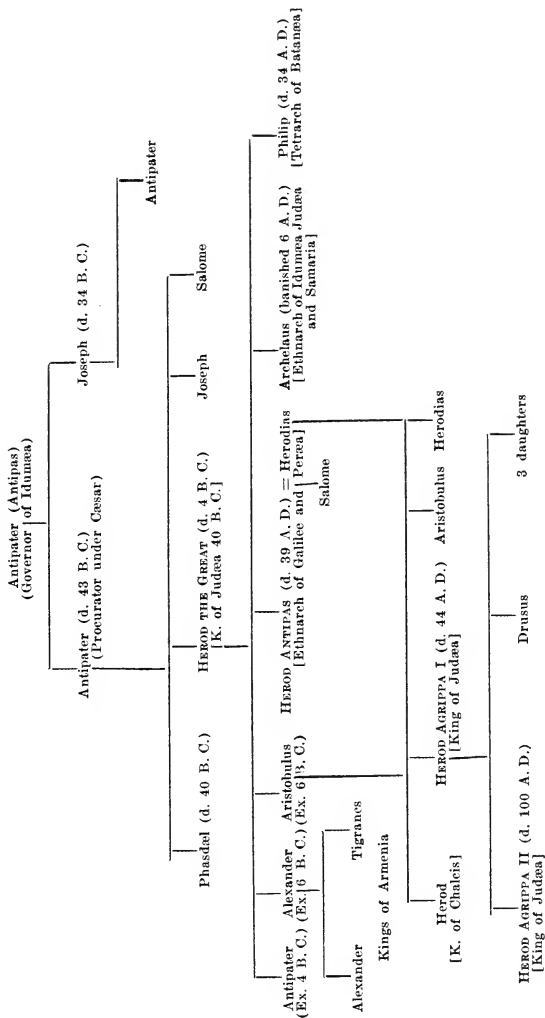 Antipater (Antipas)
(Governor of Idumæa)
Antipater (d. 43 B. C.)
(Procurator under Cæsar)
Joseph (d. 34 B. C.)
Antipater
Phasdæl (d. 40 B. C.)
HEROD THE GREAT (d. 4 B. C.)
[K. of Judæa 40 B. C.]
Joseph
Salome
Antipater
(Ex. 4 B. C.)
Alexander
(Ex. 6 B. C.)
Aristobulus
(Ex. 6 B. C.)
HEROD ANTIPAS (d. 39 A. D.) = Herodias
[Ethnarch of Galilee and Peræa]
Salome
Archelaus (banished 6 A. D.)
[Ethnarch of Idumæa Judæa
and Samaria]
Philip (d. 34 A. D.)
[Tetrarch of Batanæa]
Alexander
Tigranes
Kings of Armenia
Herod
[K. of Chalcis]
HEROD AGRIPPA I (d. 44 A. D.)
[King of Judæa]
Aristobulus
Herodias
HEROD AGRIPPA II (d. 100 A. D.)
[King of Judæa]
Drusus
3 daughters